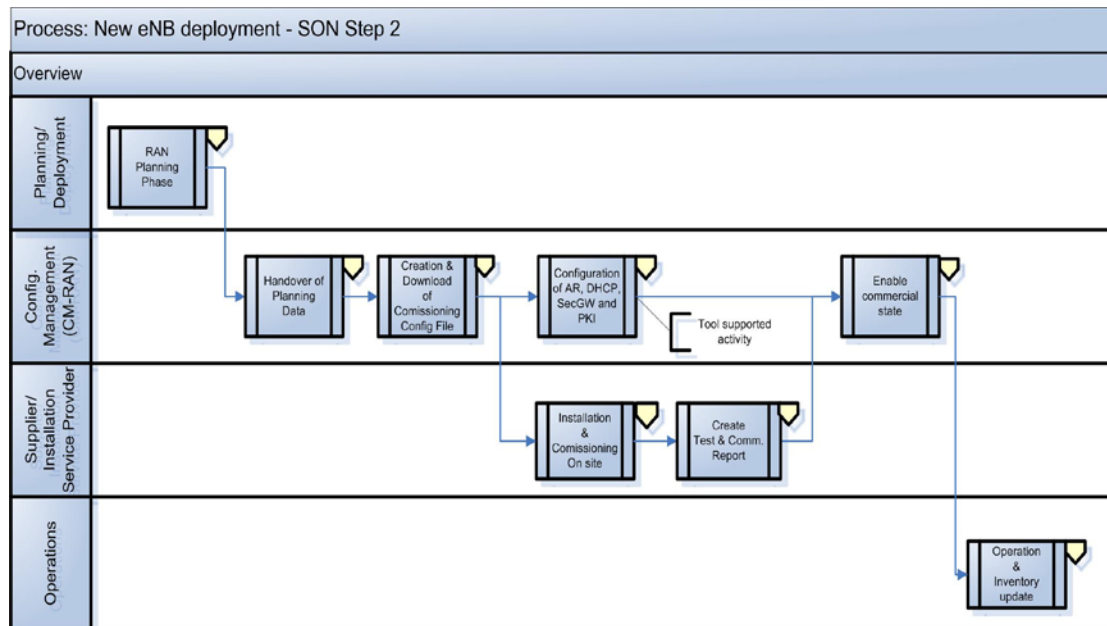 Process: New eNB deployment - SON Step 2
Overview
Planning/
Deployment
RAN
Planning
Phase
Config.
Management
(CM-RAN)
Handover of
Planning
Data
Creation &
Download
of
Comissioning
Config File
Configuration
of AR, DHCP,
SecGW and
PKI
Tool supported
activity
Enable
commercial
state
Supplier/
Installation
Service Provider
Installation
&
Comissioning
On site
Create
Test & Comm.
Report
Operations
Operation
&
Inventory
update